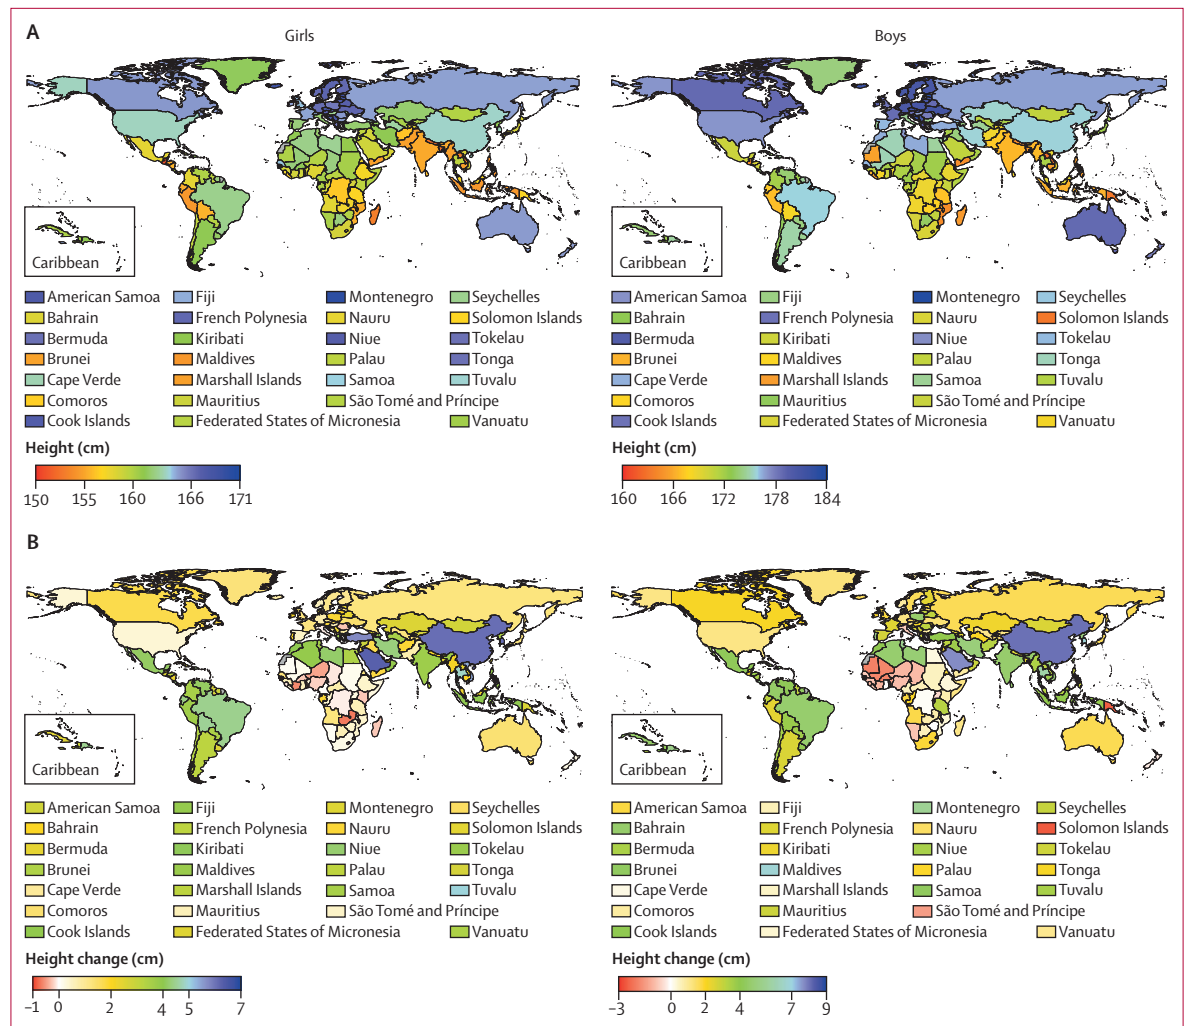 A
Girls
Boys
Caribbean
Caribbean
American Samoa Fiji Montenegro Seychelles
Bahrain French Polynesia Nauru Solomon Islands
Bermuda Kiribati Niue Tokelau
Brunei Maldives Palau Tonga
Cape Verde Marshall Islands Samoa Tuvalu
Comoros Mauritius São Tomé and Príncipe
Cook Islands Federated States of Micronesia Vanuatu
American Samoa Fiji Montenegro Seychelles
Bahrain French Polynesia Nauru Solomon Islands
Bermuda Kiribati Niue Tokelau
Brunei Maldives Palau Tonga
Cape Verde Marshall Islands Samoa Tuvalu
Comoros Mauritius São Tomé and Príncipe
Cook Islands Federated States of Micronesia Vanuatu
Height (cm)
150 155 160 166 171
Height (cm)
160 166 172 178 184
B
Caribbean
Caribbean
American Samoa Fiji Montenegro Seychelles
Bahrain French Polynesia Nauru Solomon Islands
Bermuda Kiribati Niue Tokelau
Brunei Maldives Palau Tonga
Cape Verde Marshall Islands Samoa Tuvalu
Comoros Mauritius São Tomé and Príncipe
Cook Islands Federated States of Micronesia Vanuatu
American Samoa Fiji Montenegro Seychelles
Bahrain French Polynesia Nauru Solomon Islands
Bermuda Kiribati Niue Tokelau
Brunei Maldives Palau Tonga
Cape Verde Marshall Islands Samoa Tuvalu
Comoros Mauritius São Tomé and Príncipe
Cook Islands Federated States of Micronesia Vanuatu
Height change (cm)
–1 0 2 4 5 7
Height change (cm)
–3 0 2 4 7 9